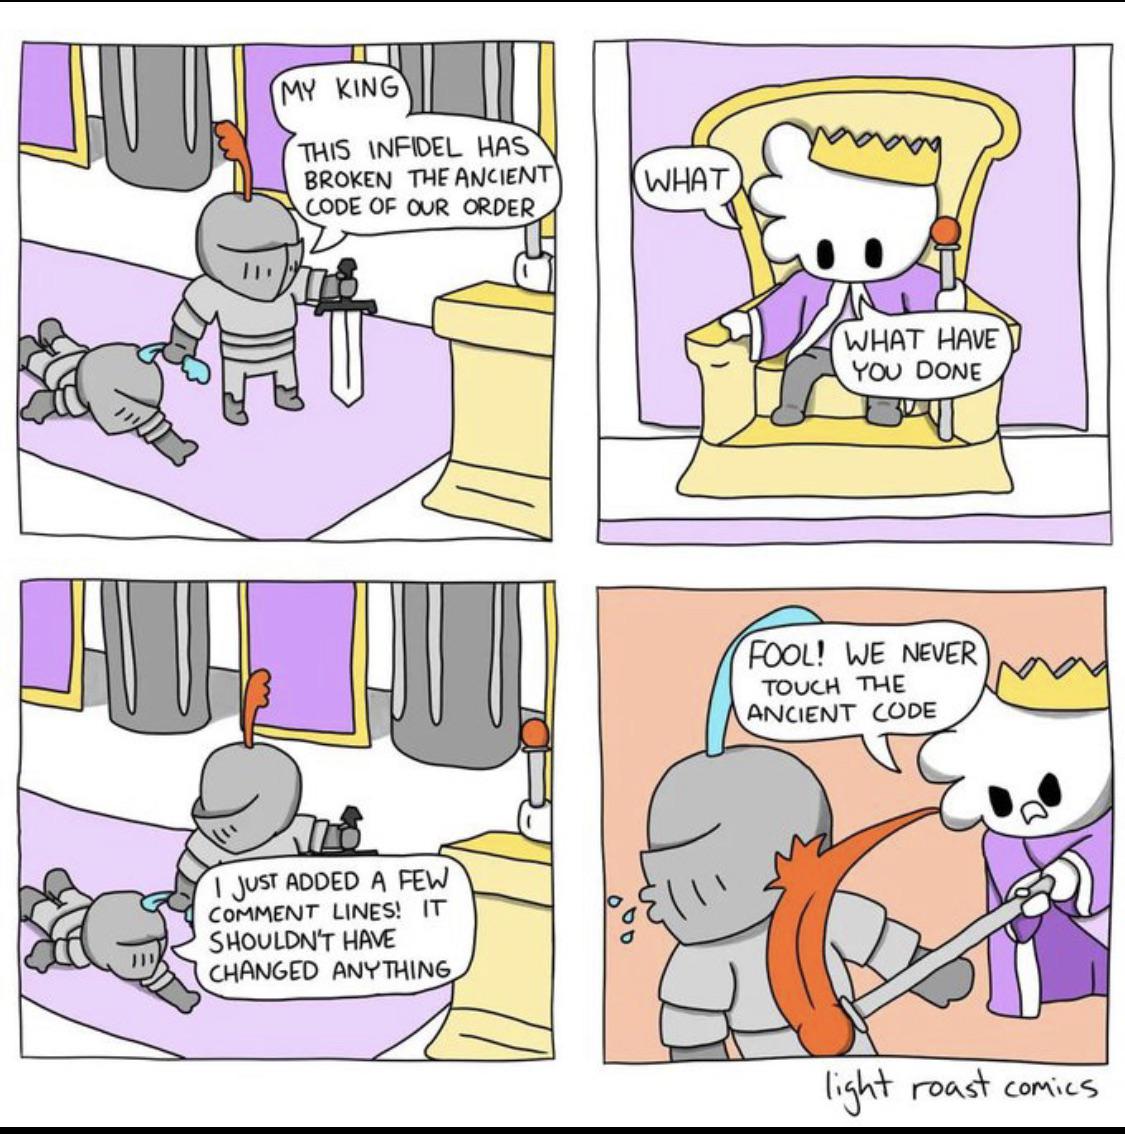 MY KING
THIS INFIDEL HAS
BROKEN THE ANCIENT
CODE OF OUR ORDER
WHAT
WHAT HAVE
YOU DONE
I JUST ADDED A FEW
COMMENT LINES! IT
SHOULDN'T HAVE
CHANGED ANYTHING
FOOL! WE NEVER
TOUCH THE
ANCIENT CODE
light roast comics